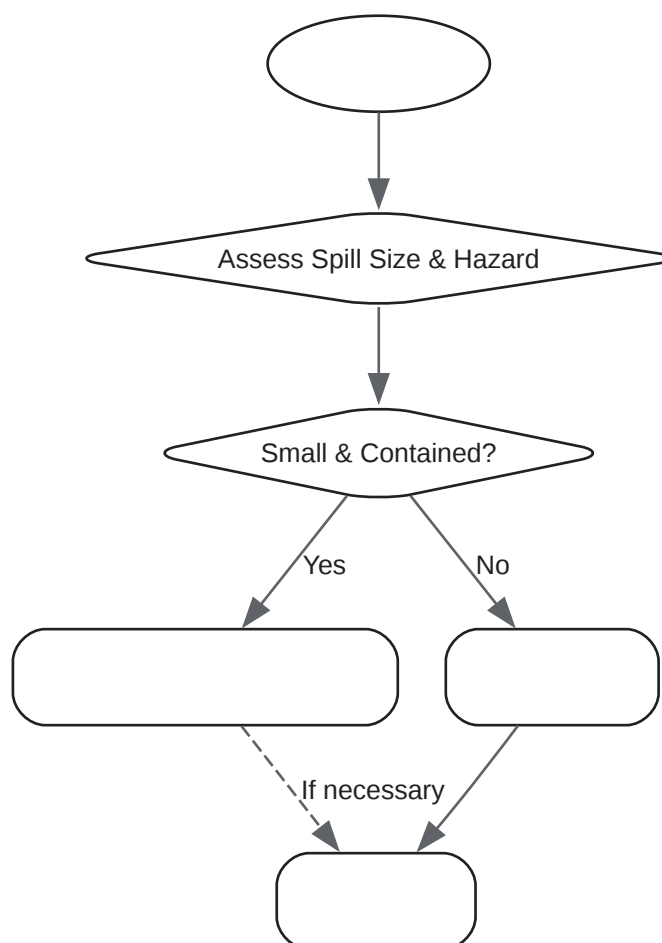 Assess Spill Size & Hazard
Small & Contained?
Yes
No
If necessary